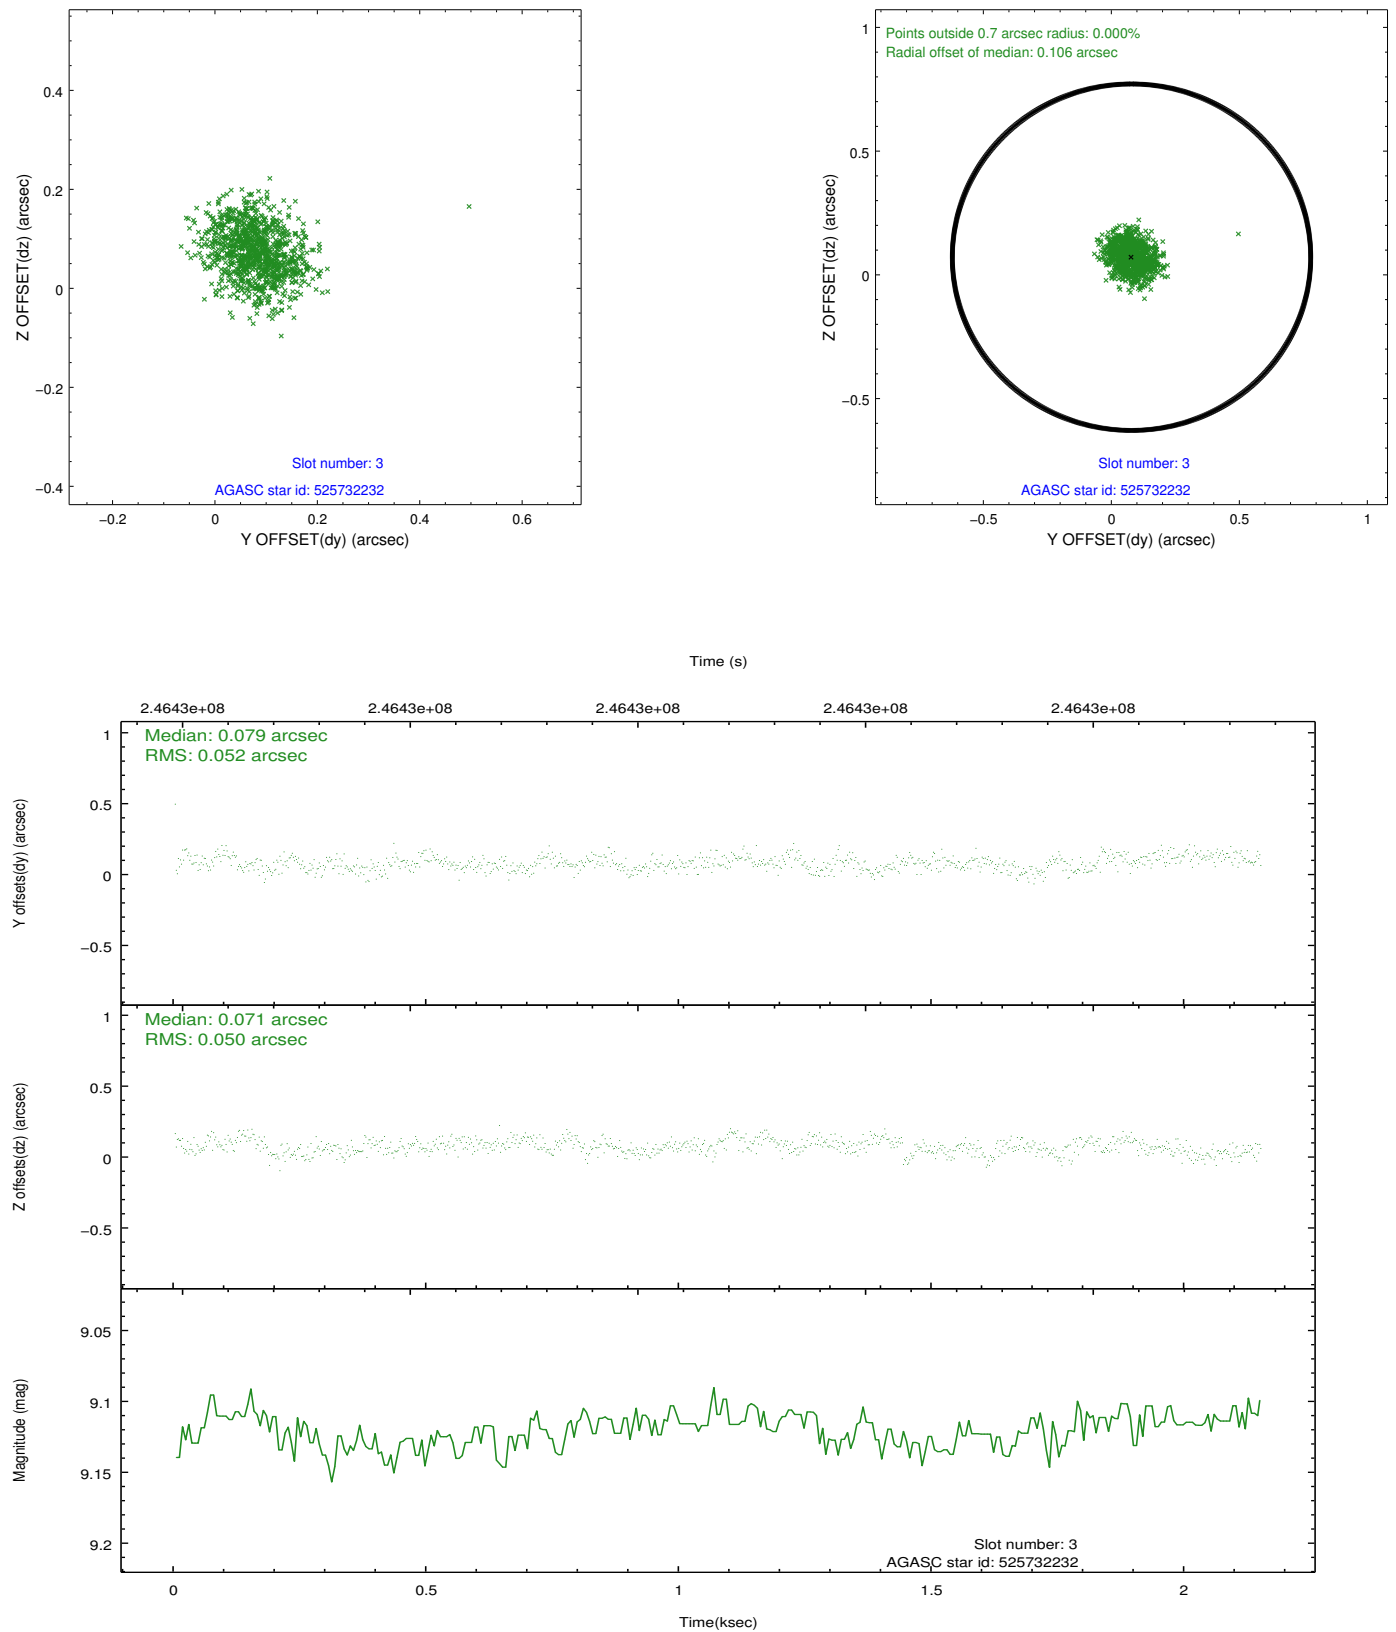 Z OFFSET(dz) (arcsec)
0.4
0.2
0
−0.2
−0.4
Slot number: 3
AGASC star id: 525732232
−0.2 0 0.2 0.4 0.6
Y OFFSET(dy) (arcsec)
Points outside 0.7 arcsec radius: 0.000%
Radial offset of median: 0.106 arcsec
Z OFFSET(dz) (arcsec)
1
0.5
0
−0.5
Slot number: 3
AGASC star id: 525732232
−0.5 0 0.5 1
Y OFFSET(dy) (arcsec)
Time (s)
2.4643e+08 2.4643e+08 2.4643e+08 2.4643e+08 2.4643e+08
Median: 0.079 arcsec
RMS: 0.052 arcsec
Y offsets(dy) (arcsec)
1
0.5
0
−0.5
Median: 0.071 arcsec
RMS: 0.050 arcsec
Z offsets(dz) (arcsec)
1
0.5
0
−0.5
Magnitude (mag)
9.05
9.1
9.15
9.2
Slot number: 3
AGASC star id: 525732232
0 0.5 1 1.5 2
Time(ksec)